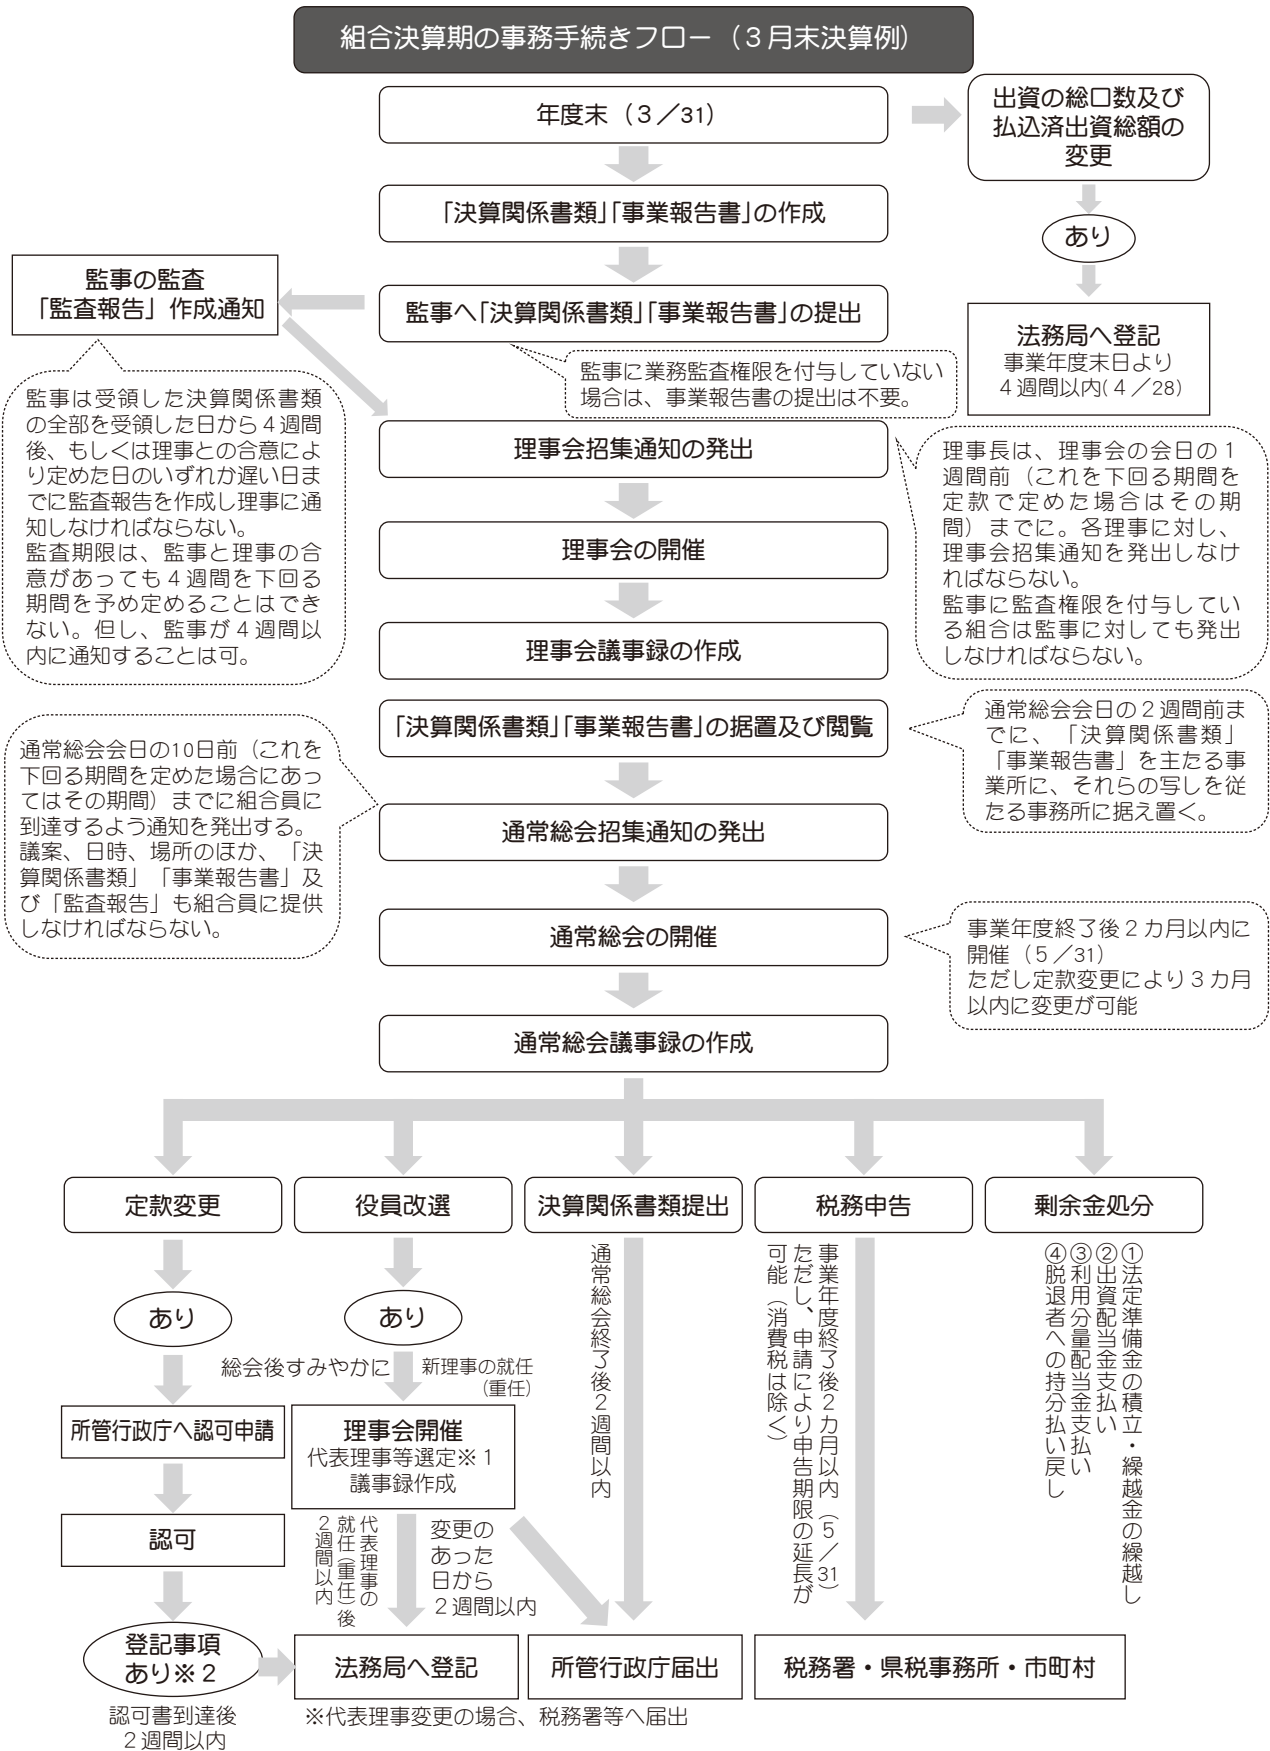 組合決算期の事務手続きフロー（３月末決算例）
年度末（３／31）
出資の総口数及び
払込済出資総額の
変更
「決算関係書類」「事業報告書」の作成
あり
監事の監査
「監査報告」作成通知
監事へ「決算関係書類」「事業報告書」の提出
法務局へ登記
事業年度末日より
４週間以内(４／28)
監事に業務監査権限を付与していない
場合は、事業報告書の提出は不要。
監事は受領した決算関係書類
の全部を受領した日から４週間
後、もしくは理事との合意によ
り定めた日のいずれか遅い日ま
でに監査報告を作成し理事に通
知しなければならない。
監査期限は、監事と理事の合
意があっても４週間を下回る
期間を予め定めることはでき
ない。但し、監事が４週間以
内に通知することは可。
理事会招集通知の発出
理事長は、理事会の会日の１
週間前（これを下回る期間を
定款で定めた場合はその期
間）までに。各理事に対し、
理事会招集通知を発出しなけ
ればならない。
監事に監査権限を付与してい
る組合は監事に対しても発出
しなければならない。
理事会の開催
理事会議事録の作成
「決算関係書類」「事業報告書」の据置及び閲覧
通常総会会日の２週間前ま
でに、「決算関係書類」
「事業報告書」を主たる事
業所に、それらの写しを従
たる事務所に据え置く。
通常総会会日の10日前（これを
下回る期間を定めた場合にあっ
てはその期間）までに組合員に
到達するよう通知を発出する。
議案、日時、場所のほか、「決
算関係書類」「事業報告書」及
び「監査報告」も組合員に提供
しなければならない。
通常総会招集通知の発出
通常総会の開催
事業年度終了後２カ月以内に
開催（５／31）
ただし定款変更により３カ月
以内に変更が可能
通常総会議事録の作成
定款変更
役員改選
決算関係書類提出
税務申告
剰余金処分
あり
あり
総会後すみやかに
新理事の就任
(重任)
所管行政庁へ認可申請
理事会開催
代表理事等選定※１
議事録作成
認可
代表理事の
就任(重任)後
２週間以内
変更の
あった
日から
２週間以内
通常総会終了後２週間以内
事業年度終了後２カ月以内（５／31）
ただし、申請により申告期限の延長が
可能（消費税は除く）
①法定準備金の積立・繰越金の繰越し
②出資配当金支払い
③利用分量配当金支払い
④脱退者への持分払い戻し
登記事項
あり※２
認可書到達後
２週間以内
法務局へ登記
所管行政庁届出
税務署・県税事務所・市町村
※代表理事変更の場合、税務署等へ届出